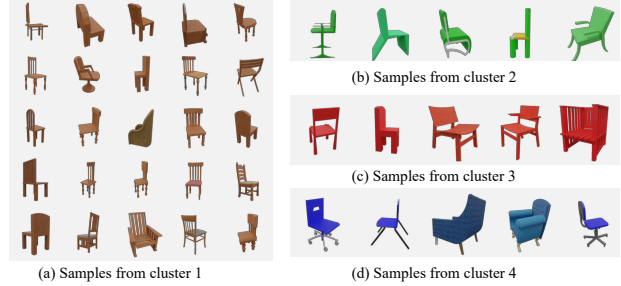 (a) Samples from cluster 1
(b) Samples from cluster 2
(c) Samples from cluster 3
(d) Samples from cluster 4